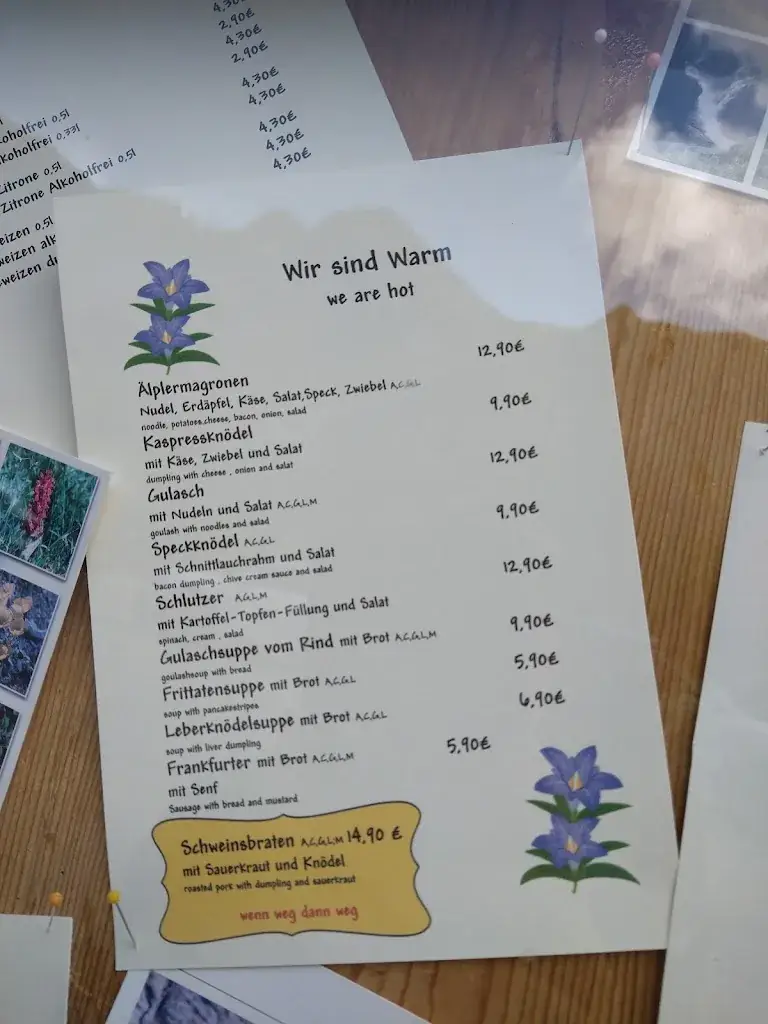 4,30€
2,90€
4,30€
2,90€
4,30€
4,30€
4,30€
4,30€
4,30€
0,5l
0,33l
Zitrone 0,5l
Zitrone Alkoholfrei 0,5l
0,5l
Wir sind Warm
we are hot
Älplermagronen 12,90€
Nudel, Erdäpfel, Käse, Salat,Speck, Zwiebel A,C,G,L
noodle, potatoes,cheese, bacon, onion, salad
Kaspressknödel 9,90€
mit Käse, Zwiebel und Salat
dumpling with cheese , onion and salat
Gulasch 12,90€
mit Nudeln und Salat A,C,G,L,M
goulash with noodles and salad
Speckknödel A,C,G,L 9,90€
mit Schnittlauchrahm und Salat
bacon dumpling , chive cream sauce and salad
Schlutzer A,G,L,M 12,90€
mit Kartoffel-Topfen-Füllung und Salat
spinach, cream , salad
Gulaschsuppe vom Rind mit Brot A,C,G,L,M 9,90€
goulashsoup with bread
Frittatensuppe mit Brot A,C,G,L 5,90€
soup with pancakestripes
Leberknödelsuppe mit Brot A,C,G,L 6,90€
soup with liver dumpling
Frankfurter mit Brot A,C,G,L,M 5,90€
mit Senf
Sausage with bread and mustard
Schweinsbraten A,C,G,L,M 14,90 €
mit Sauerkraut und Knödel
roasted pork with dumpling and sauerkraut
wenn weg dann weg